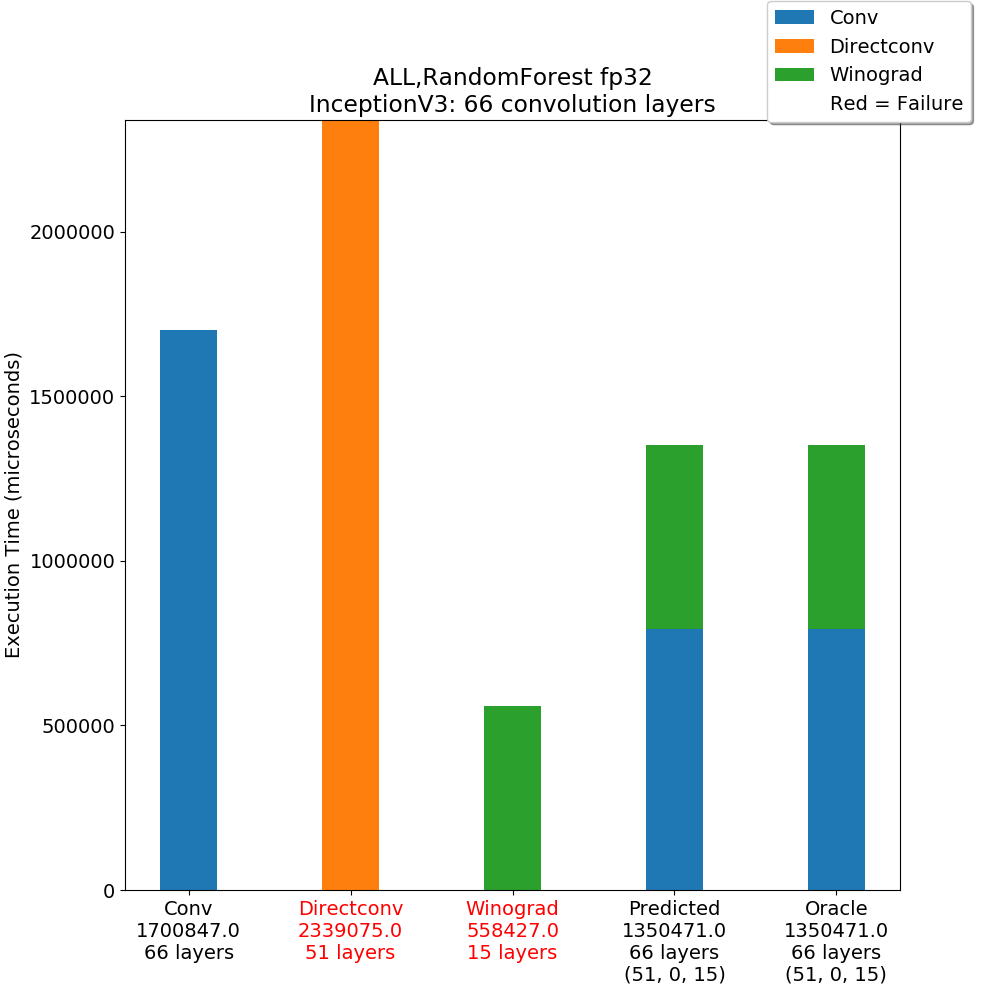 Conv
Directconv
Winograd
Red = Failure
ALL,RandomForest fp32
InceptionV3: 66 convolution layers
Execution Time (microseconds)
2000000
1500000
1000000
500000
0
Conv
1700847.0
66 layers
Directconv
2339075.0
51 layers
Winograd
558427.0
15 layers
Predicted
1350471.0
66 layers
(51, 0, 15)
Oracle
1350471.0
66 layers
(51, 0, 15)